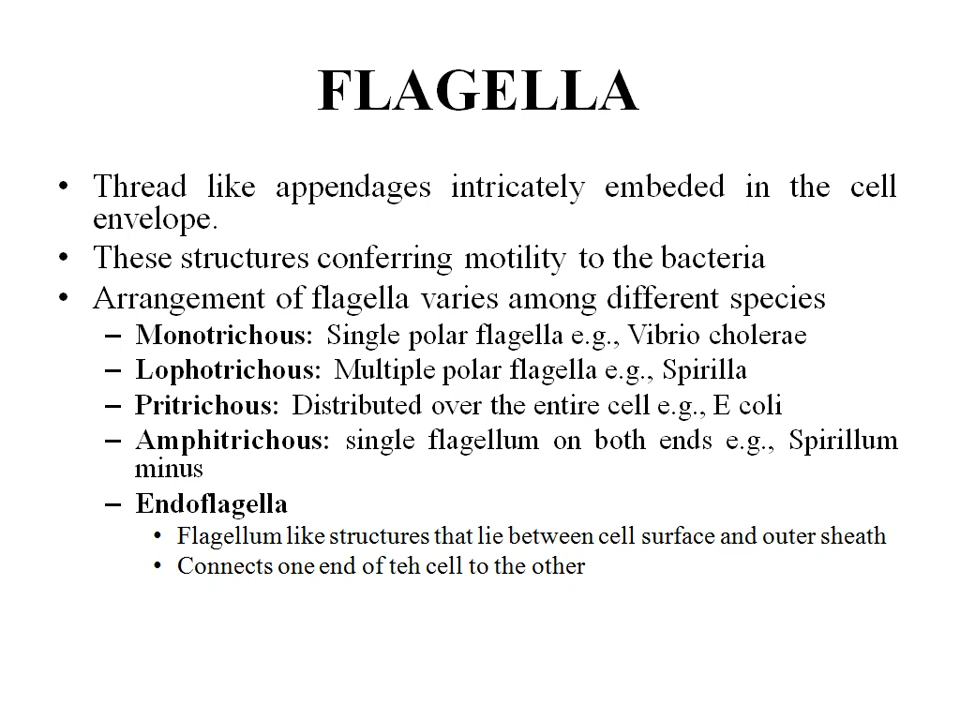 FLAGELLA
• Thread like appendages intricately embeded in the cell
envelope.
• These structures conferring motility to the bacteria
• Arrangement of flagella varies among different species
– Monotrichous: Single polar flagella e.g., Vibrio cholerae
– Lophotrichous: Multiple polar flagella e.g., Spirilla
– Pritrichous: Distributed over the entire cell e.g., E coli
– Amphitrichous: single flagellum on both ends e.g., Spirillum
minus
– Endoflagella
• Flagellum like structures that lie between cell surface and outer sheath
• Connects one end of teh cell to the other